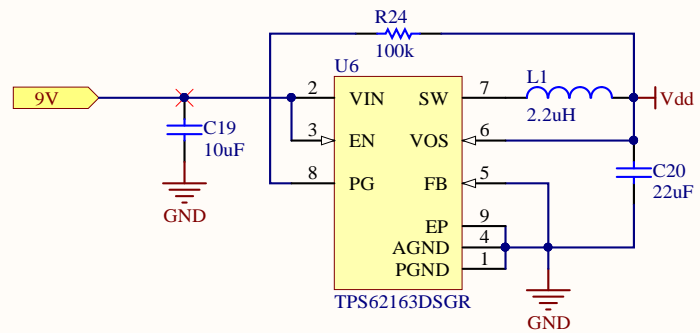 R24
100k
U6
9V
2
VIN
SW
7
L1
2.2uH
Vdd
C19
10uF
3
EN
VOS
6
8
PG
FB
5
C20
22uF
GND
EP
9
AGND
4
PGND
1
TPS62163DSGR
GND